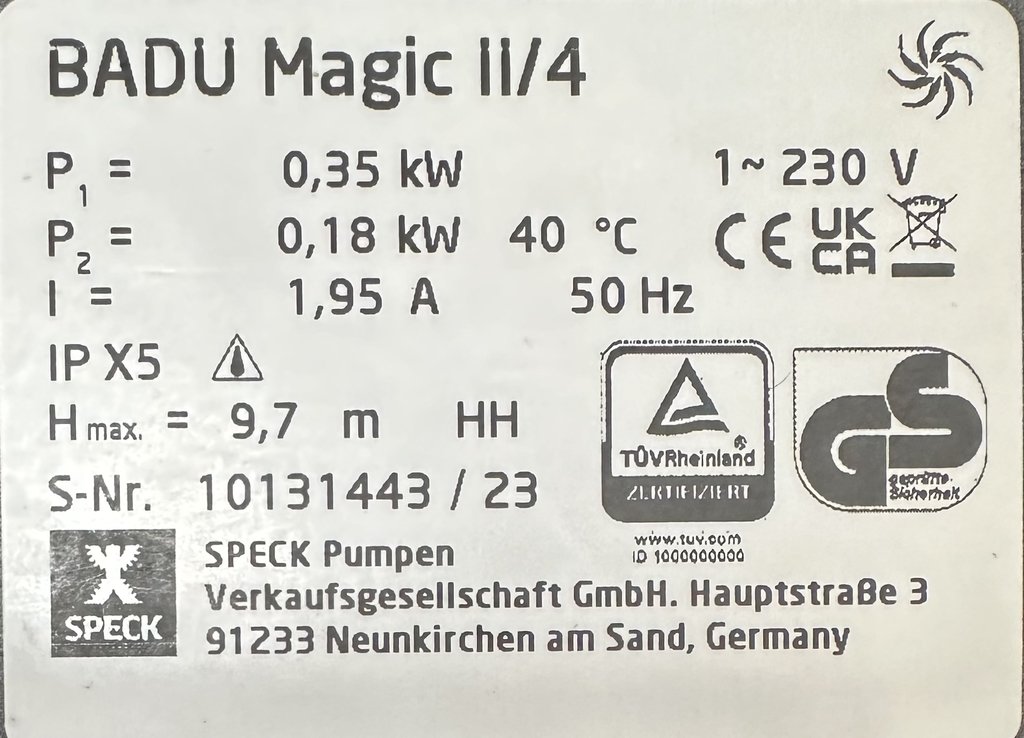 BADU Magic II/4
P1 = 0,35 kW 1~ 230 V
P2 = 0,18 kW 40 °C CE UK CA
I = 1,95 A 50 Hz
IP X5
H max. = 9,7 m HH
TÜVRheinland
ZERTIFIZIERT
GS
geprüfte
Sicherheit
S-Nr. 10131443 / 23
www.tuv.com
ID 1000000000
SPECK
SPECK Pumpen
Verkaufsgesellschaft GmbH. Hauptstraße 3
91233 Neunkirchen am Sand, Germany